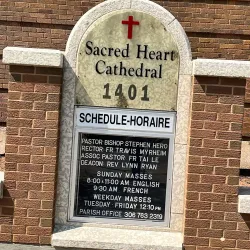 Sacred Heart
Cathedral
1401
SCHEDULE-HORAIRE
PASTOR BISHOP STEPHEN HERO
RECTOR FR TRAVIS MYRHEIM
ASSOC PASTOR FR TAI LE
DEACON REV LYNN RYAN
SUNDAY MASSES
8:00 & 11:00 AM ENGLISH
9:30 AM FRENCH
WEEKDAY MASSES
TUESDAY FRIDAY 12:10 PM
PARISH OFFICE 306 763 2319